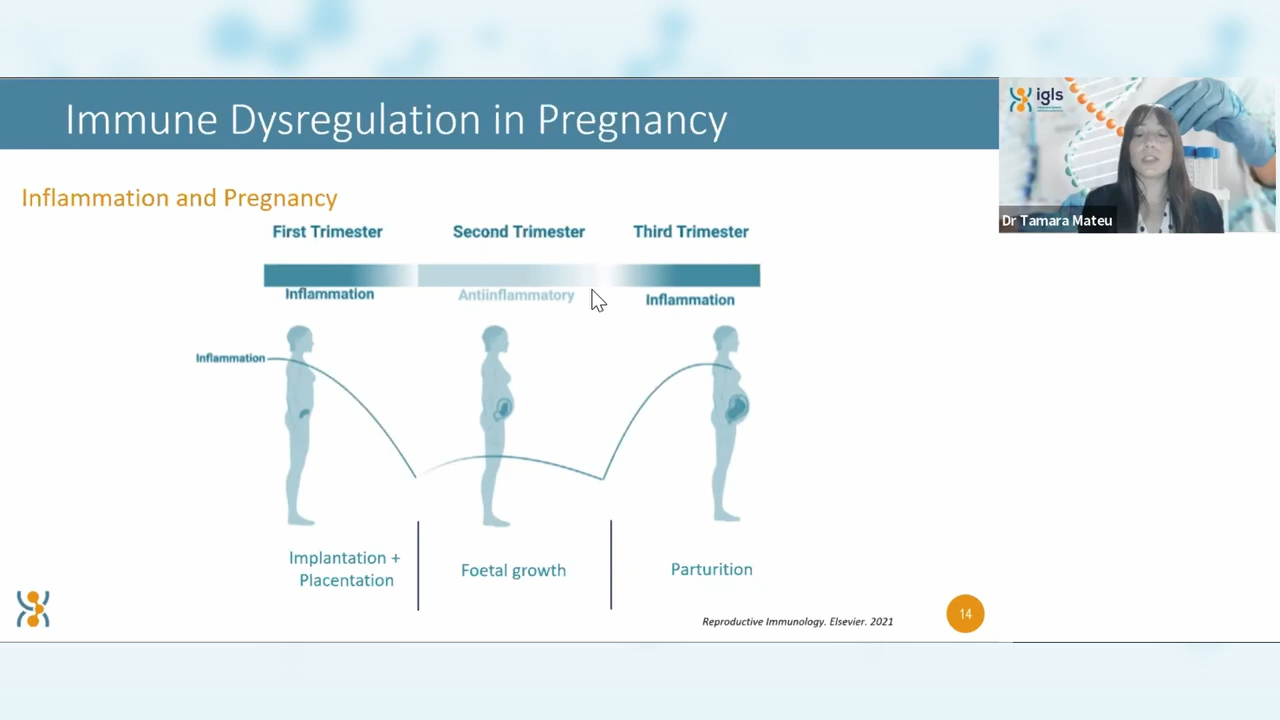 Immune Dysregulation in Pregnancy
igls
Dr Tamara Mateu
Inflammation and Pregnancy
First Trimester
Second Trimester
Third Trimester
Inflammation
Antiinflammatory
Inflammation
Inflammation
Implantation +
Placentation
Foetal growth
Parturition
Reproductive Immunology. Elsevier. 2021
14